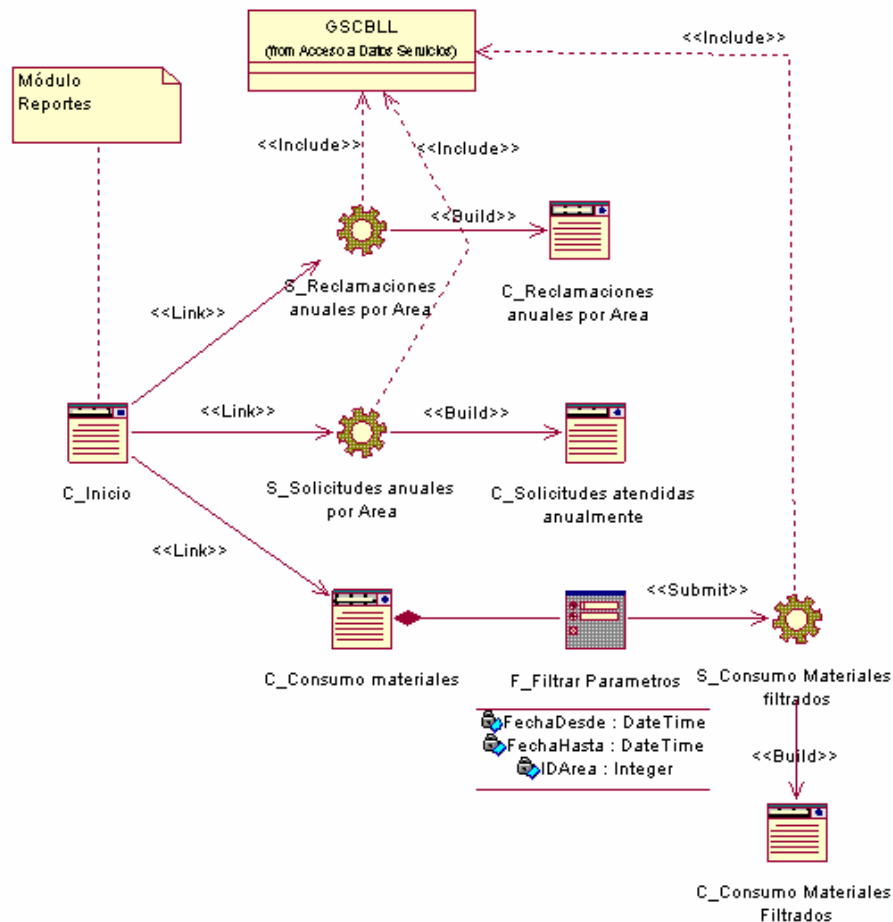 GSCBLL
(from Acceso a Datos Servicios)
<<Include>>
Módulo
Reportes
<<Include>>
<<Include>>
<<Build>>
S_Reclamaciones
anuales por Area
C_Reclamaciones
anuales por Area
<<Link>>
<<Link>>
<<Build>>
C_Inicio
S_Solicitudes anuales
por Area
C_Solicitudes atendidas
anualmente
<<Link>>
<<Submit>>
C_Consumo materiales
F_Filtrar Parametros
S_Consumo Materiales
filtrados
FechaDesde : DateTime
FechaHasta : DateTime
IDArea : Integer
<<Build>>
C_Consumo Materiales
Filtrados